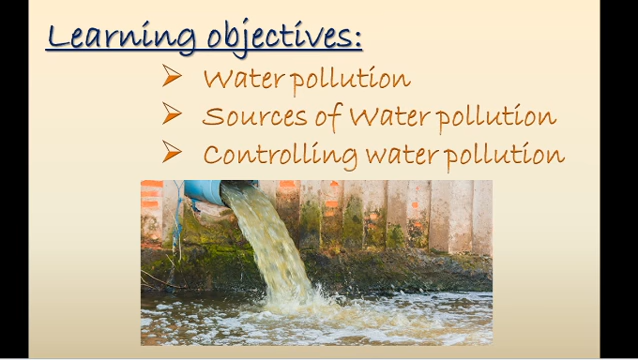 Learning objectives:
Water pollution
Sources of Water pollution
Controlling water pollution